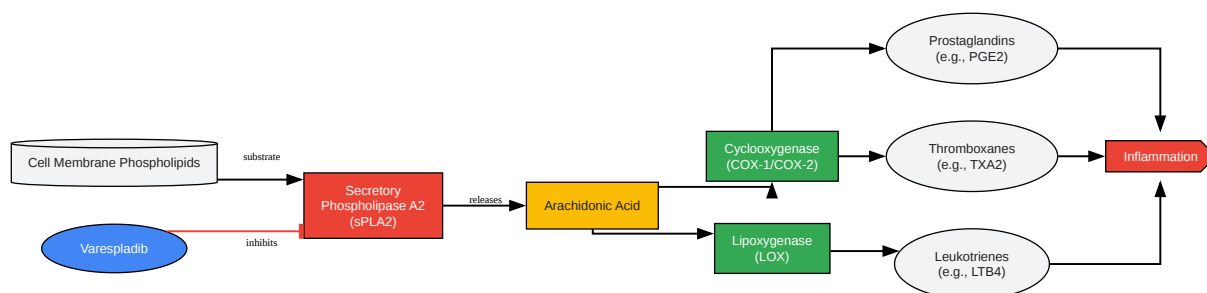 Prostaglandins
(e.g., PGE2)
Cell Membrane Phospholipids
substrate
Cyclooxygenase
(COX-1/COX-2)
Thromboxanes
(e.g., TXA2)
Inflammation
Secretory
Phospholipase A2
(sPLA2)
releases
Arachidonic Acid
Varespladib
inhibits
Lipoxygenase
(LOX)
Leukotrienes
(e.g., LTB4)